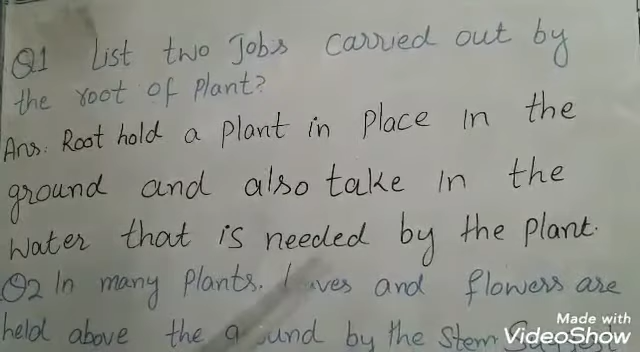 Q1 List two Jobs carried out by
the root of plant?
Ans. Root hold a plant in place in the
ground and also take in the
water that is needed by the plant.
Q2 In many plants. and flowers are
held above the by the Stem
Made with
VideoShow